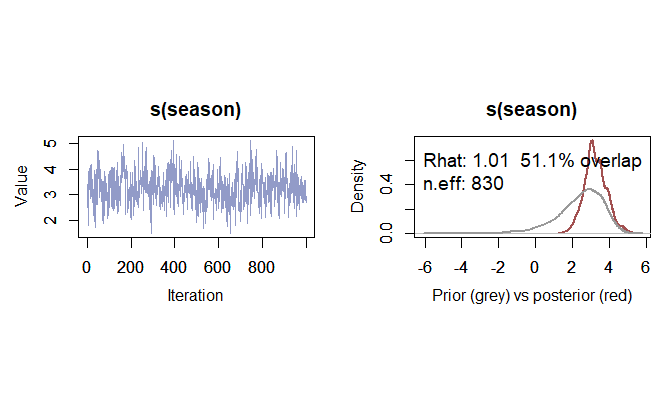 s(season)
Value
5
4
3
2
0
200
400
600
800
Iteration
s(season)
Density
0.4
0.0
Rhat: 1.01 51.1% overlap
n.eff: 830
-6
-4
-2
0
2
4
6
Prior (grey) vs posterior (red)